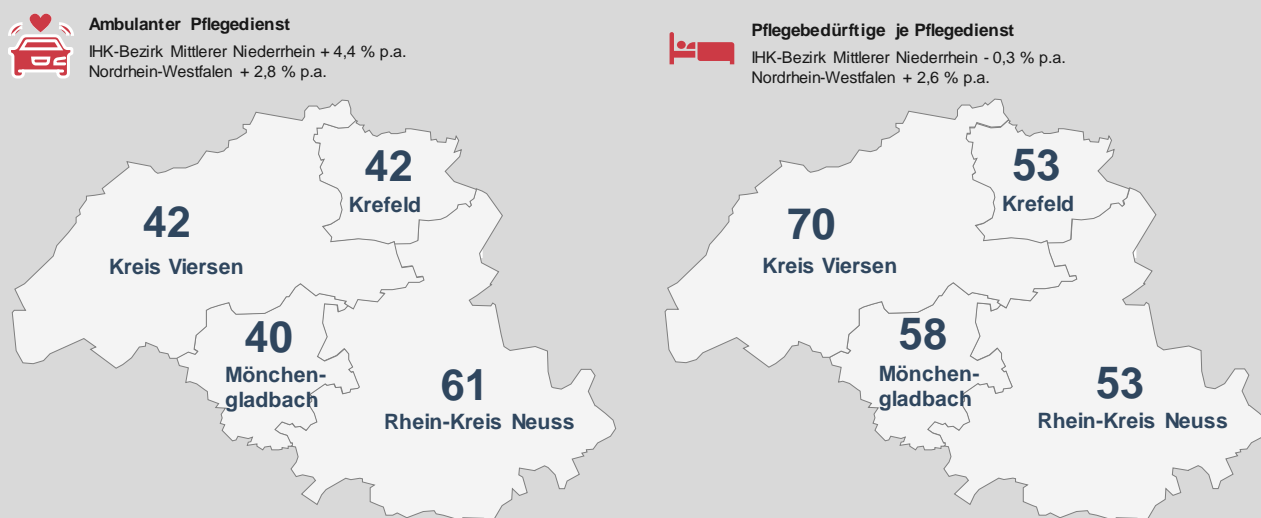 Ambulanter Pflegedienst
IHK-Bezirk Mittlerer Niederrhein + 4,4 % p.a.
Nordrhein-Westfalen + 2,8 % p.a.
42
Krefeld
42
Kreis Viersen
40
Mönchen-
gladbach
61
Rhein-Kreis Neuss
Pflegebedürftige je Pflegedienst
IHK-Bezirk Mittlerer Niederrhein - 0,3 % p.a.
Nordrhein-Westfalen + 2,6 % p.a.
53
Krefeld
70
Kreis Viersen
58
Mönchen-
gladbach
53
Rhein-Kreis Neuss